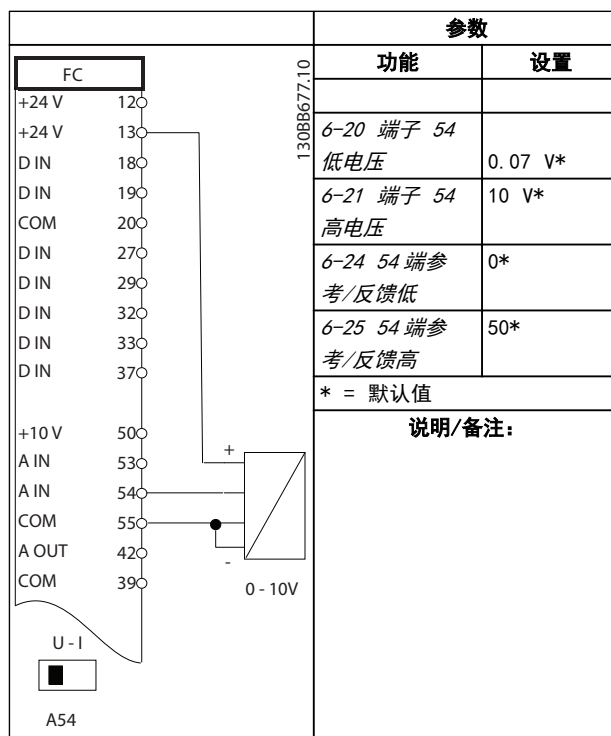 FC
+24 V 12
+24 V 13
D IN 18
D IN 19
COM 20
D IN 27
D IN 29
D IN 32
D IN 33
D IN 37
+10 V 50
A IN 53
A IN 54
COM 55
A OUT 42
COM 39
+
-
0 - 10V
U - I
A54
130BB677.10
参数
功能 设置
6-20 端子 54
低电压 0.07 V*
6-21 端子 54 10 V*
高电压
6-24 54 端参 0*
考/反馈低
6-25 54 端参 50*
考/反馈高
* = 默认值
说明/备注: